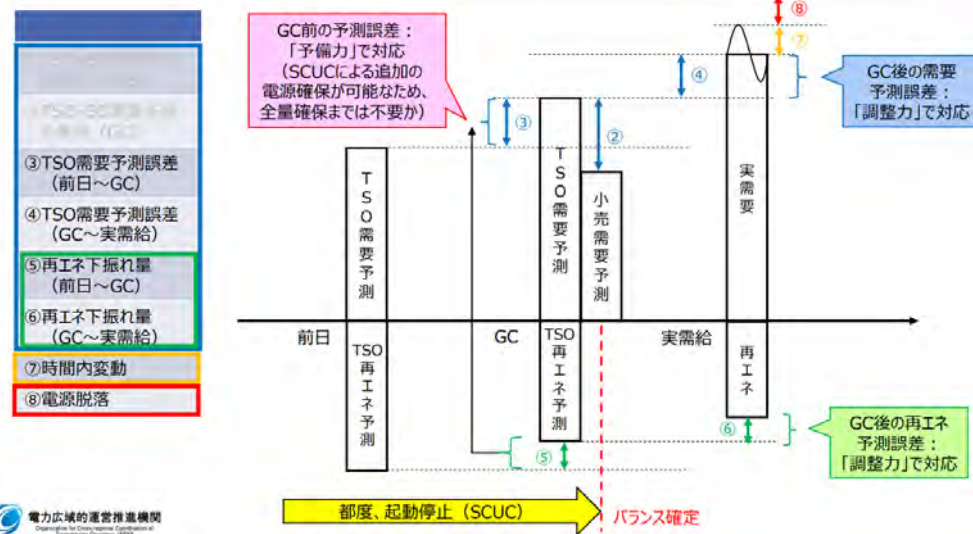 ③TSO需要予測誤差
(前日～GC)
④TSO需要予測誤差
(GC～実需給)
⑤再エネ下振れ量
(前日～GC)
⑥再エネ下振れ量
(GC～実需給)
⑦時間内変動
⑧電源脱落
GC前の予測誤差：
「予備力」で対応
(SCUCによる追加の
電源確保が可能なため、
全量確保までは不要か)
③
②
④
⑧
⑦
GC後の需要
予測誤差：
「調整力」で対応
TSO需要予測
TSO需要予測
小売需要予測
実需要
前日
GC
実需給
TSO再エネ予測
TSO再エネ予測
再エネ
⑤
⑥
GC後の再エネ
予測誤差：
「調整力」で対応
都度、起動停止（SCUC）
バランス確定
電力広域的運営推進機関